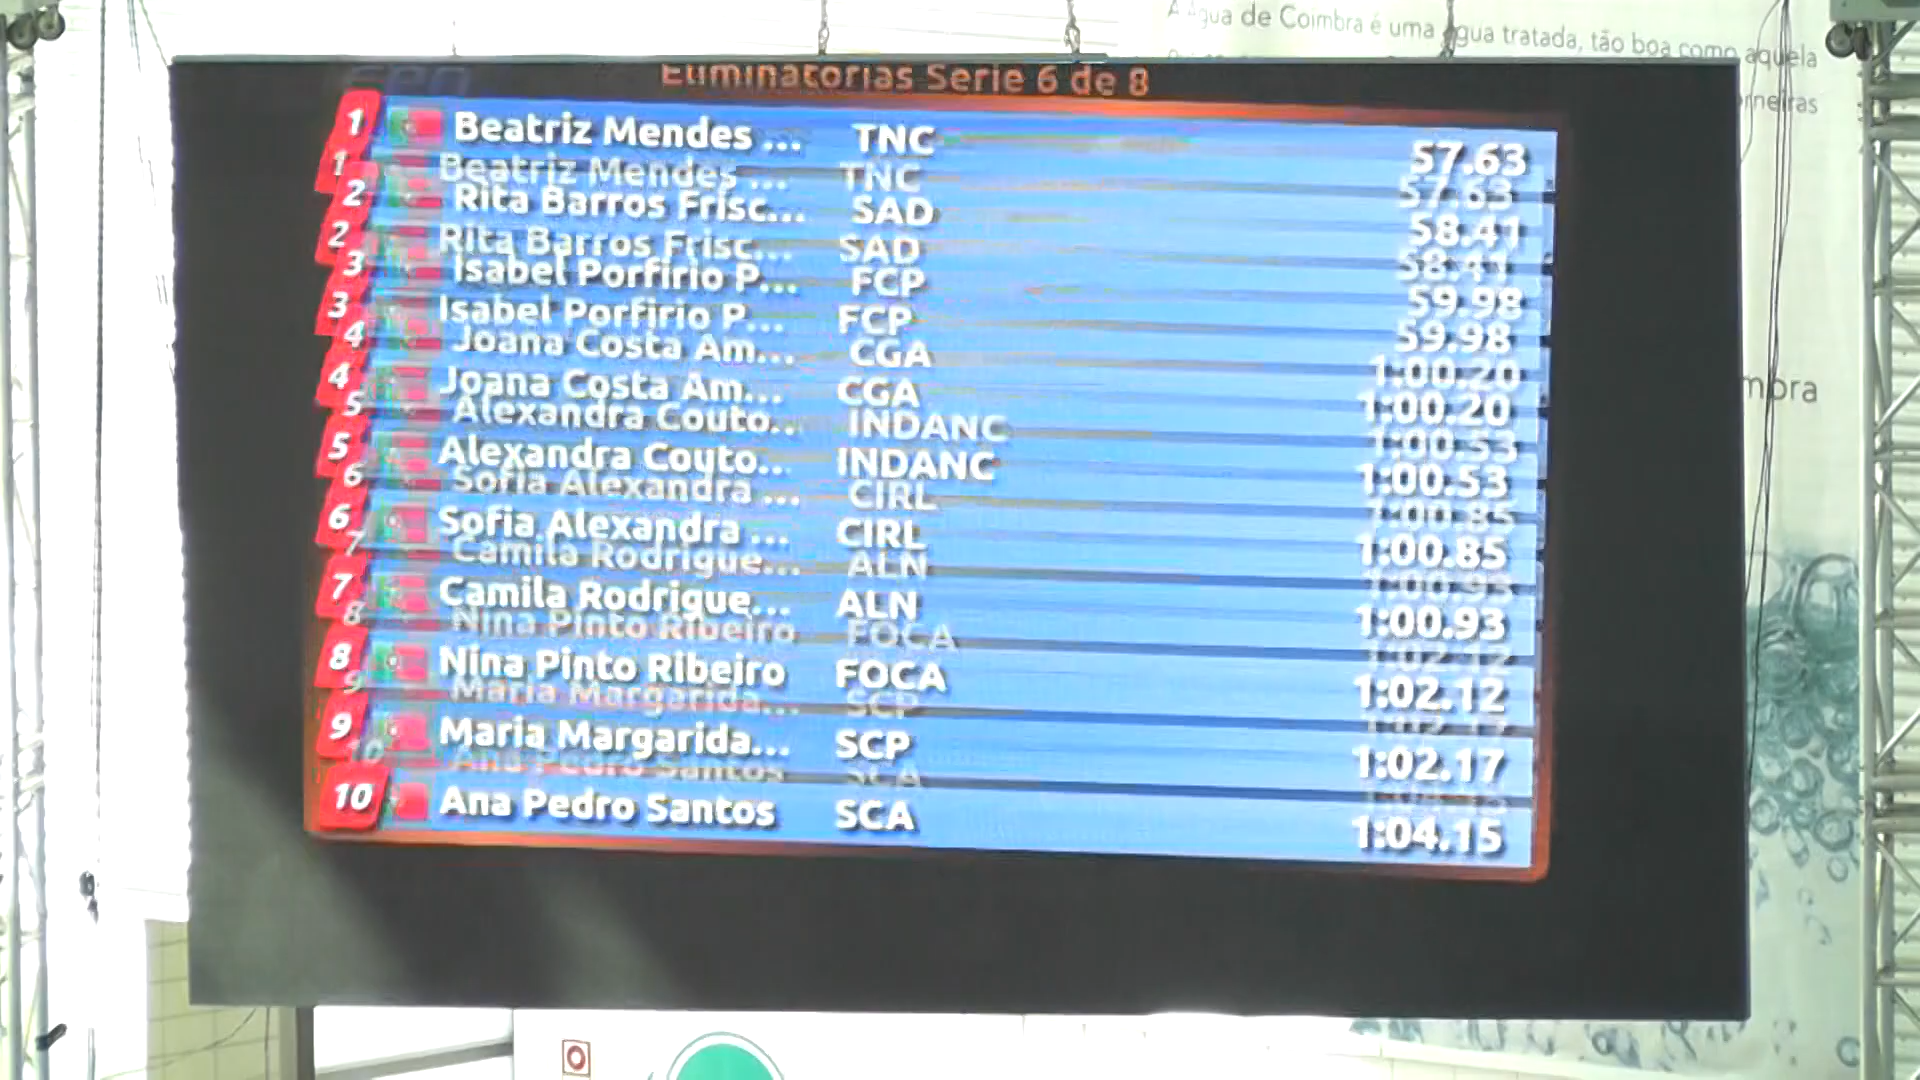 A água de Coimbra é uma água tratada, tão boa como aquela
rneiras
mbra
Eliminatorias Serie 6 de 8
1 Beatriz Mendes ... TNC 57.63
2 Rita Barros Frisc... SAD 58.41
3 Isabel Porfirio P... FCP 59.98
4 Joana Costa Am... CGA 1:00.20
5 Alexandra Couto... INDANC 1:00.53
6 Sofia Alexandra ... CIRL 1:00.85
7 Camila Rodrigue... ALN 1:00.93
8 Nina Pinto Ribeiro FOCA 1:02.12
9 Maria Margarida... SCP 1:02.17
10 Ana Pedro Santos SCA 1:04.15